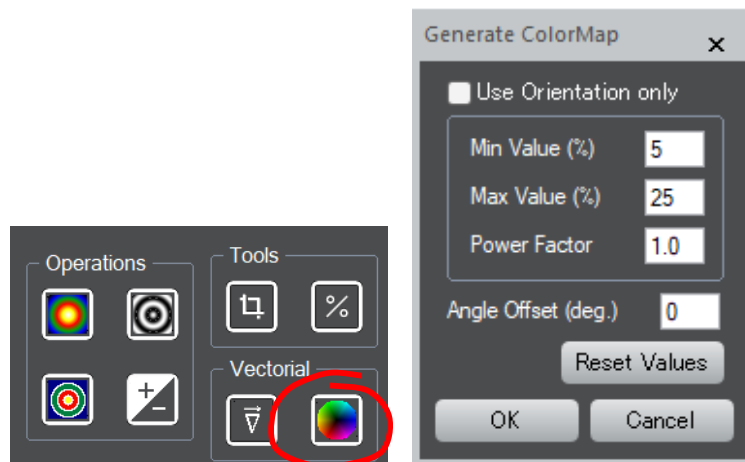 Operations
Tools
%
Vectorial
+
-
v⃗
Generate ColorMap
×
Use Orientation only
Min Value (%) 5
Max Value (%) 25
Power Factor 1.0
Angle Offset (deg.) 0
Reset Values
OK Cancel